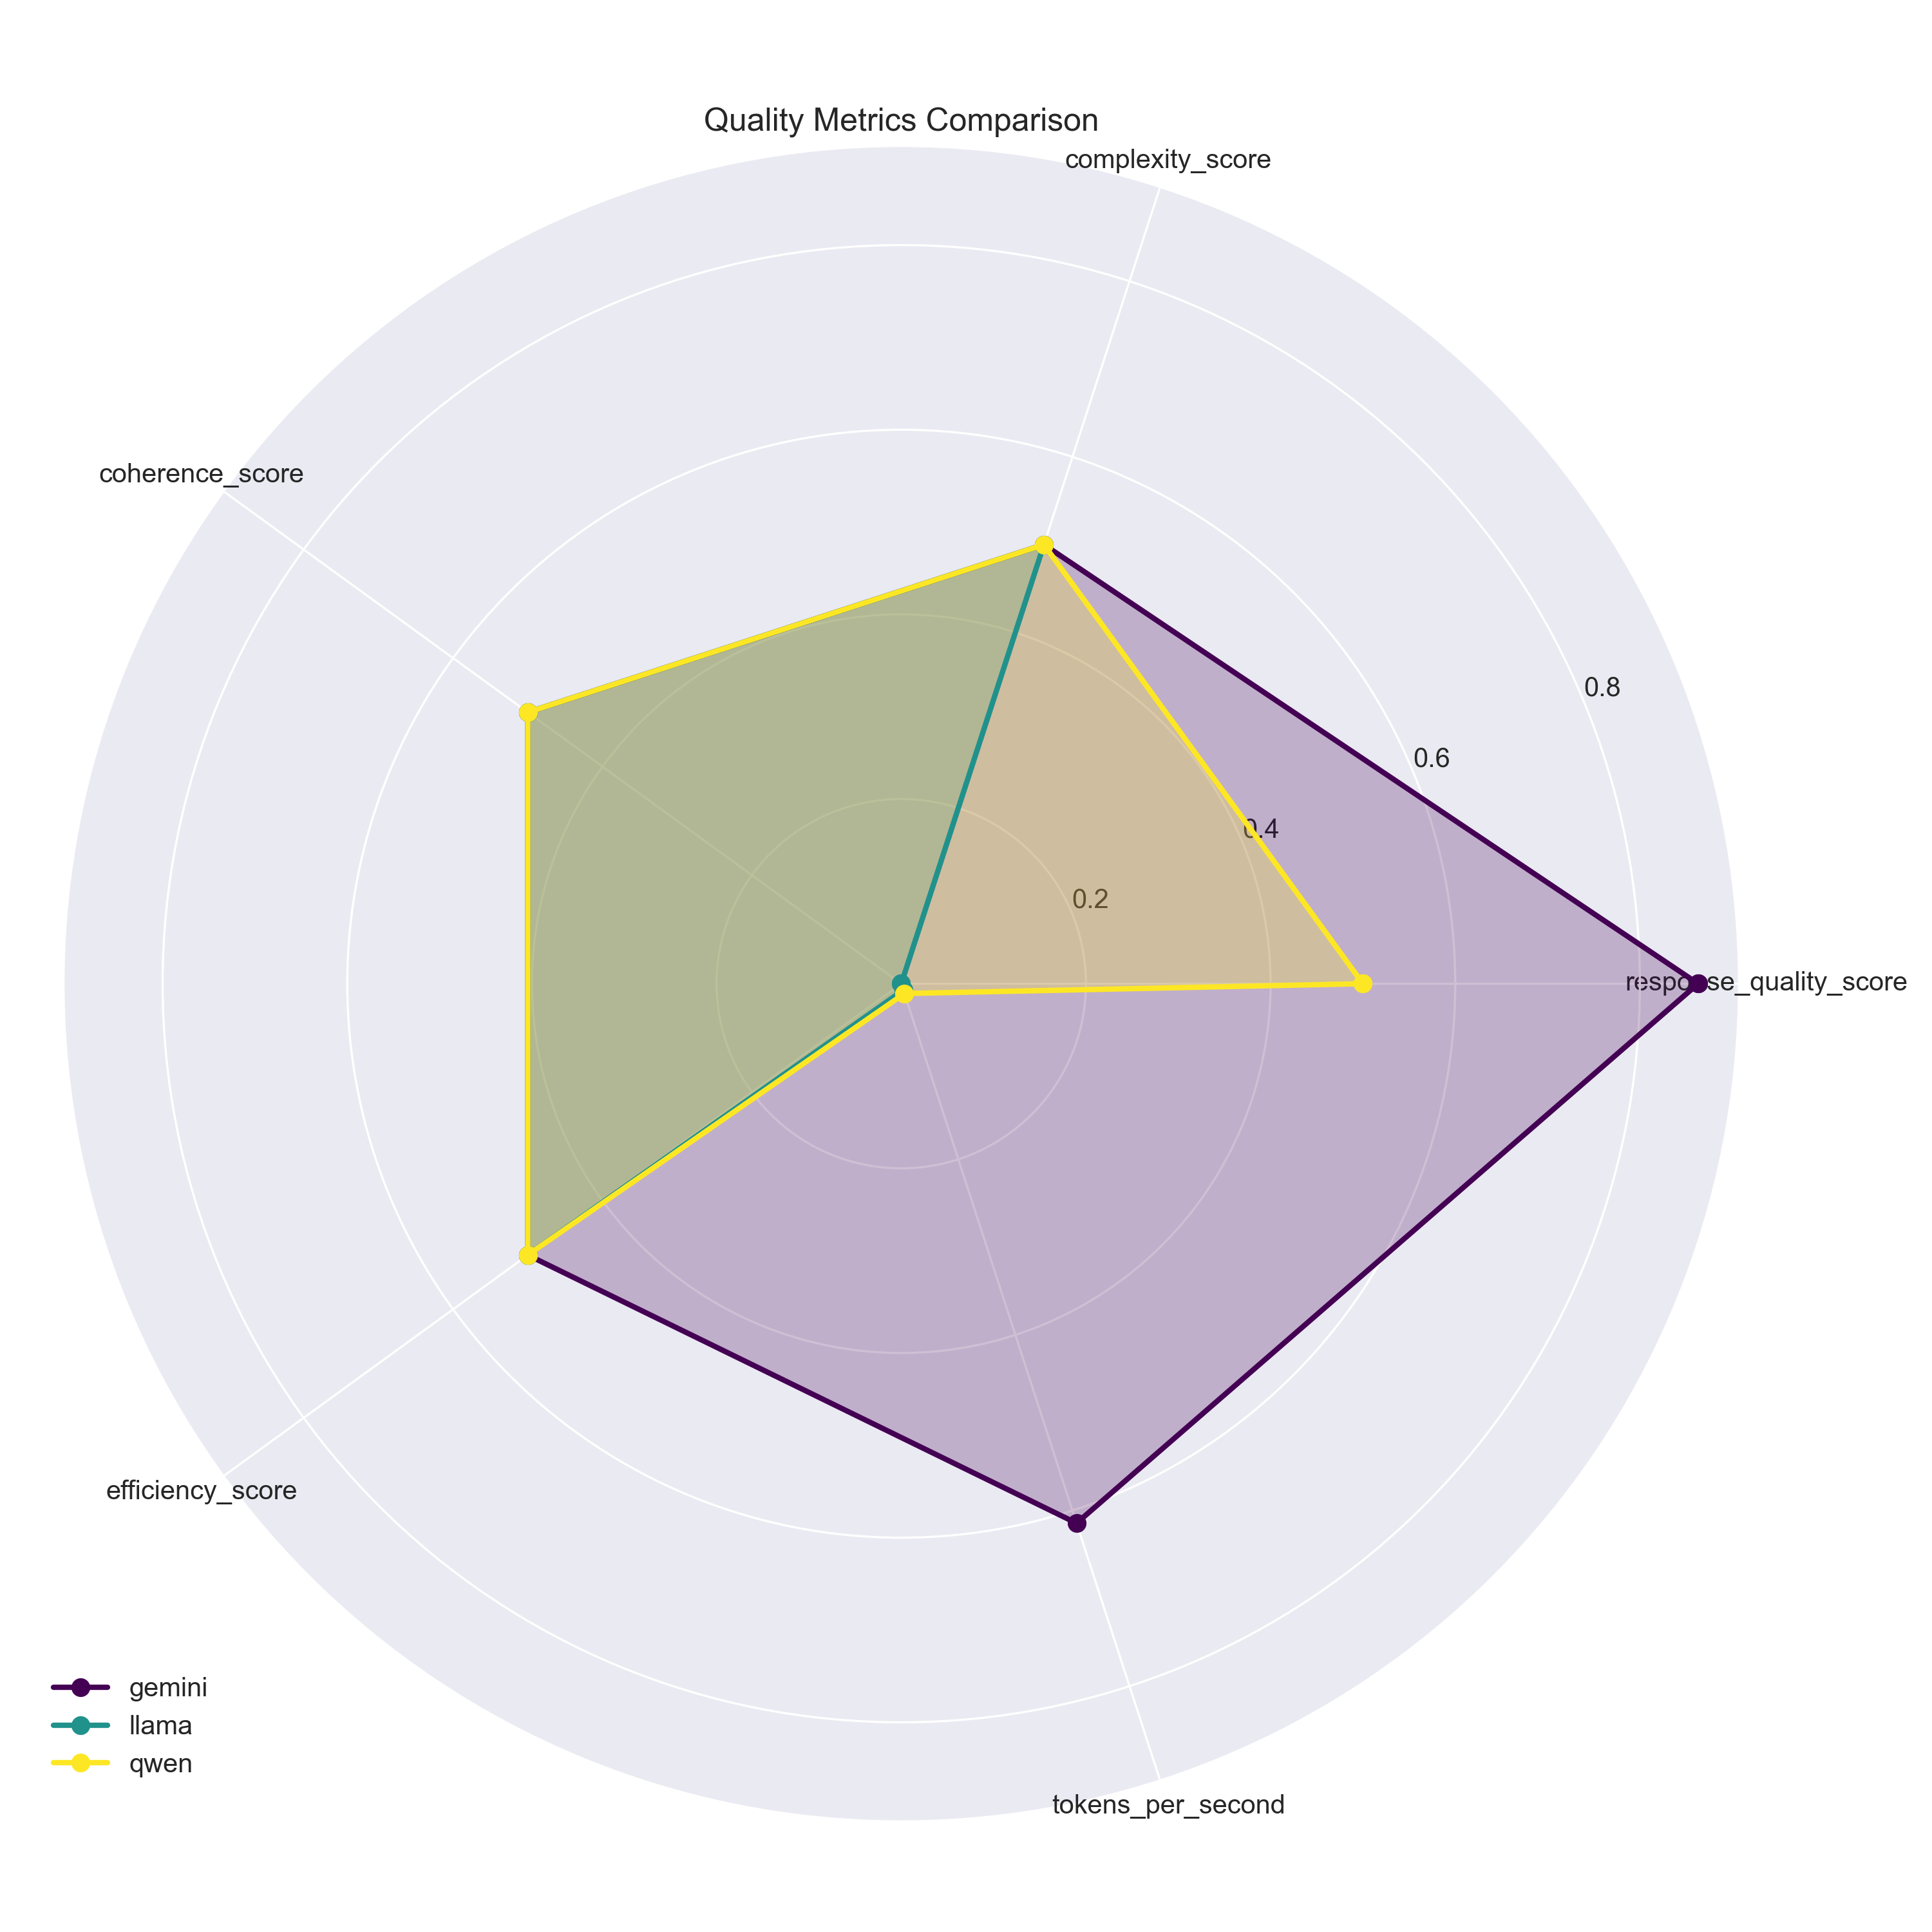 Quality Metrics Comparison
complexity_score
coherence_score
0.8
0.6
0.4
0.2
response_quality_score
efficiency_score
gemini
llama
qwen
tokens_per_second